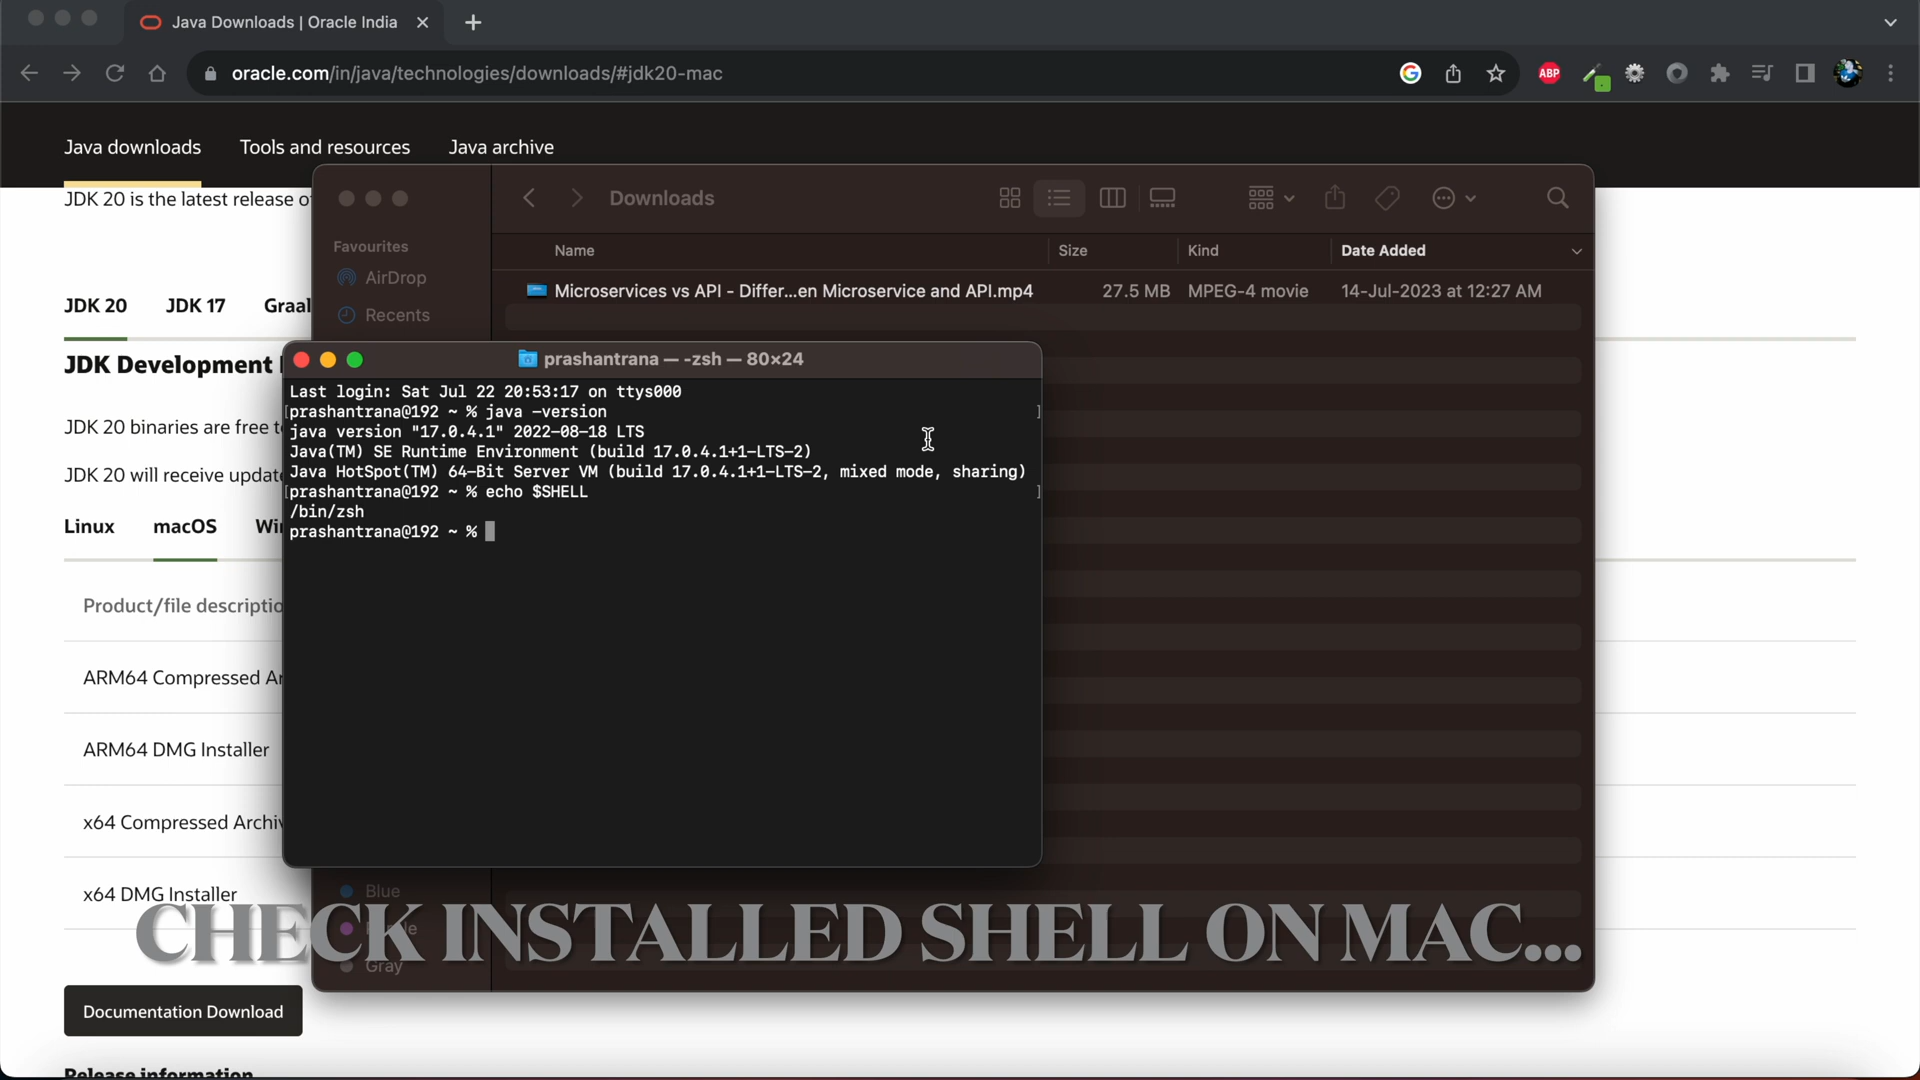 Java Downloads | Oracle India
oracle.com/in/java/technologies/downloads/#jdk20-mac
ABP
Java downloads Tools and resources Java archive
JDK 20 is the latest release o
Downloads
Favourites
Name Size Kind Date Added
AirDrop
Microservices vs API - Differ...en Microservice and API.mp4 27.5 MB MPEG-4 movie 14-Jul-2023 at 12:27 AM
JDK 20 JDK 17 Graal
Recents
JDK Development
prashantrana — -zsh — 80×24
Last login: Sat Jul 22 20:53:17 on ttys000
[prashantrana@192 ~ % java -version ]
java version "17.0.4.1" 2022-08-18 LTS
Java(TM) SE Runtime Environment (build 17.0.4.1+1-LTS-2)
Java HotSpot(TM) 64-Bit Server VM (build 17.0.4.1+1-LTS-2, mixed mode, sharing)
[prashantrana@192 ~ % echo $SHELL ]
/bin/zsh
prashantrana@192 ~ %
JDK 20 binaries are free t
JDK 20 will receive update
Linux macOS Wi
Product/file descriptio
ARM64 Compressed Ar
ARM64 DMG Installer
x64 Compressed Archiv
x64 DMG Installer
Blue
CHECK INSTALLED SHELL ON MAC...
Gray
Documentation Download
Release information